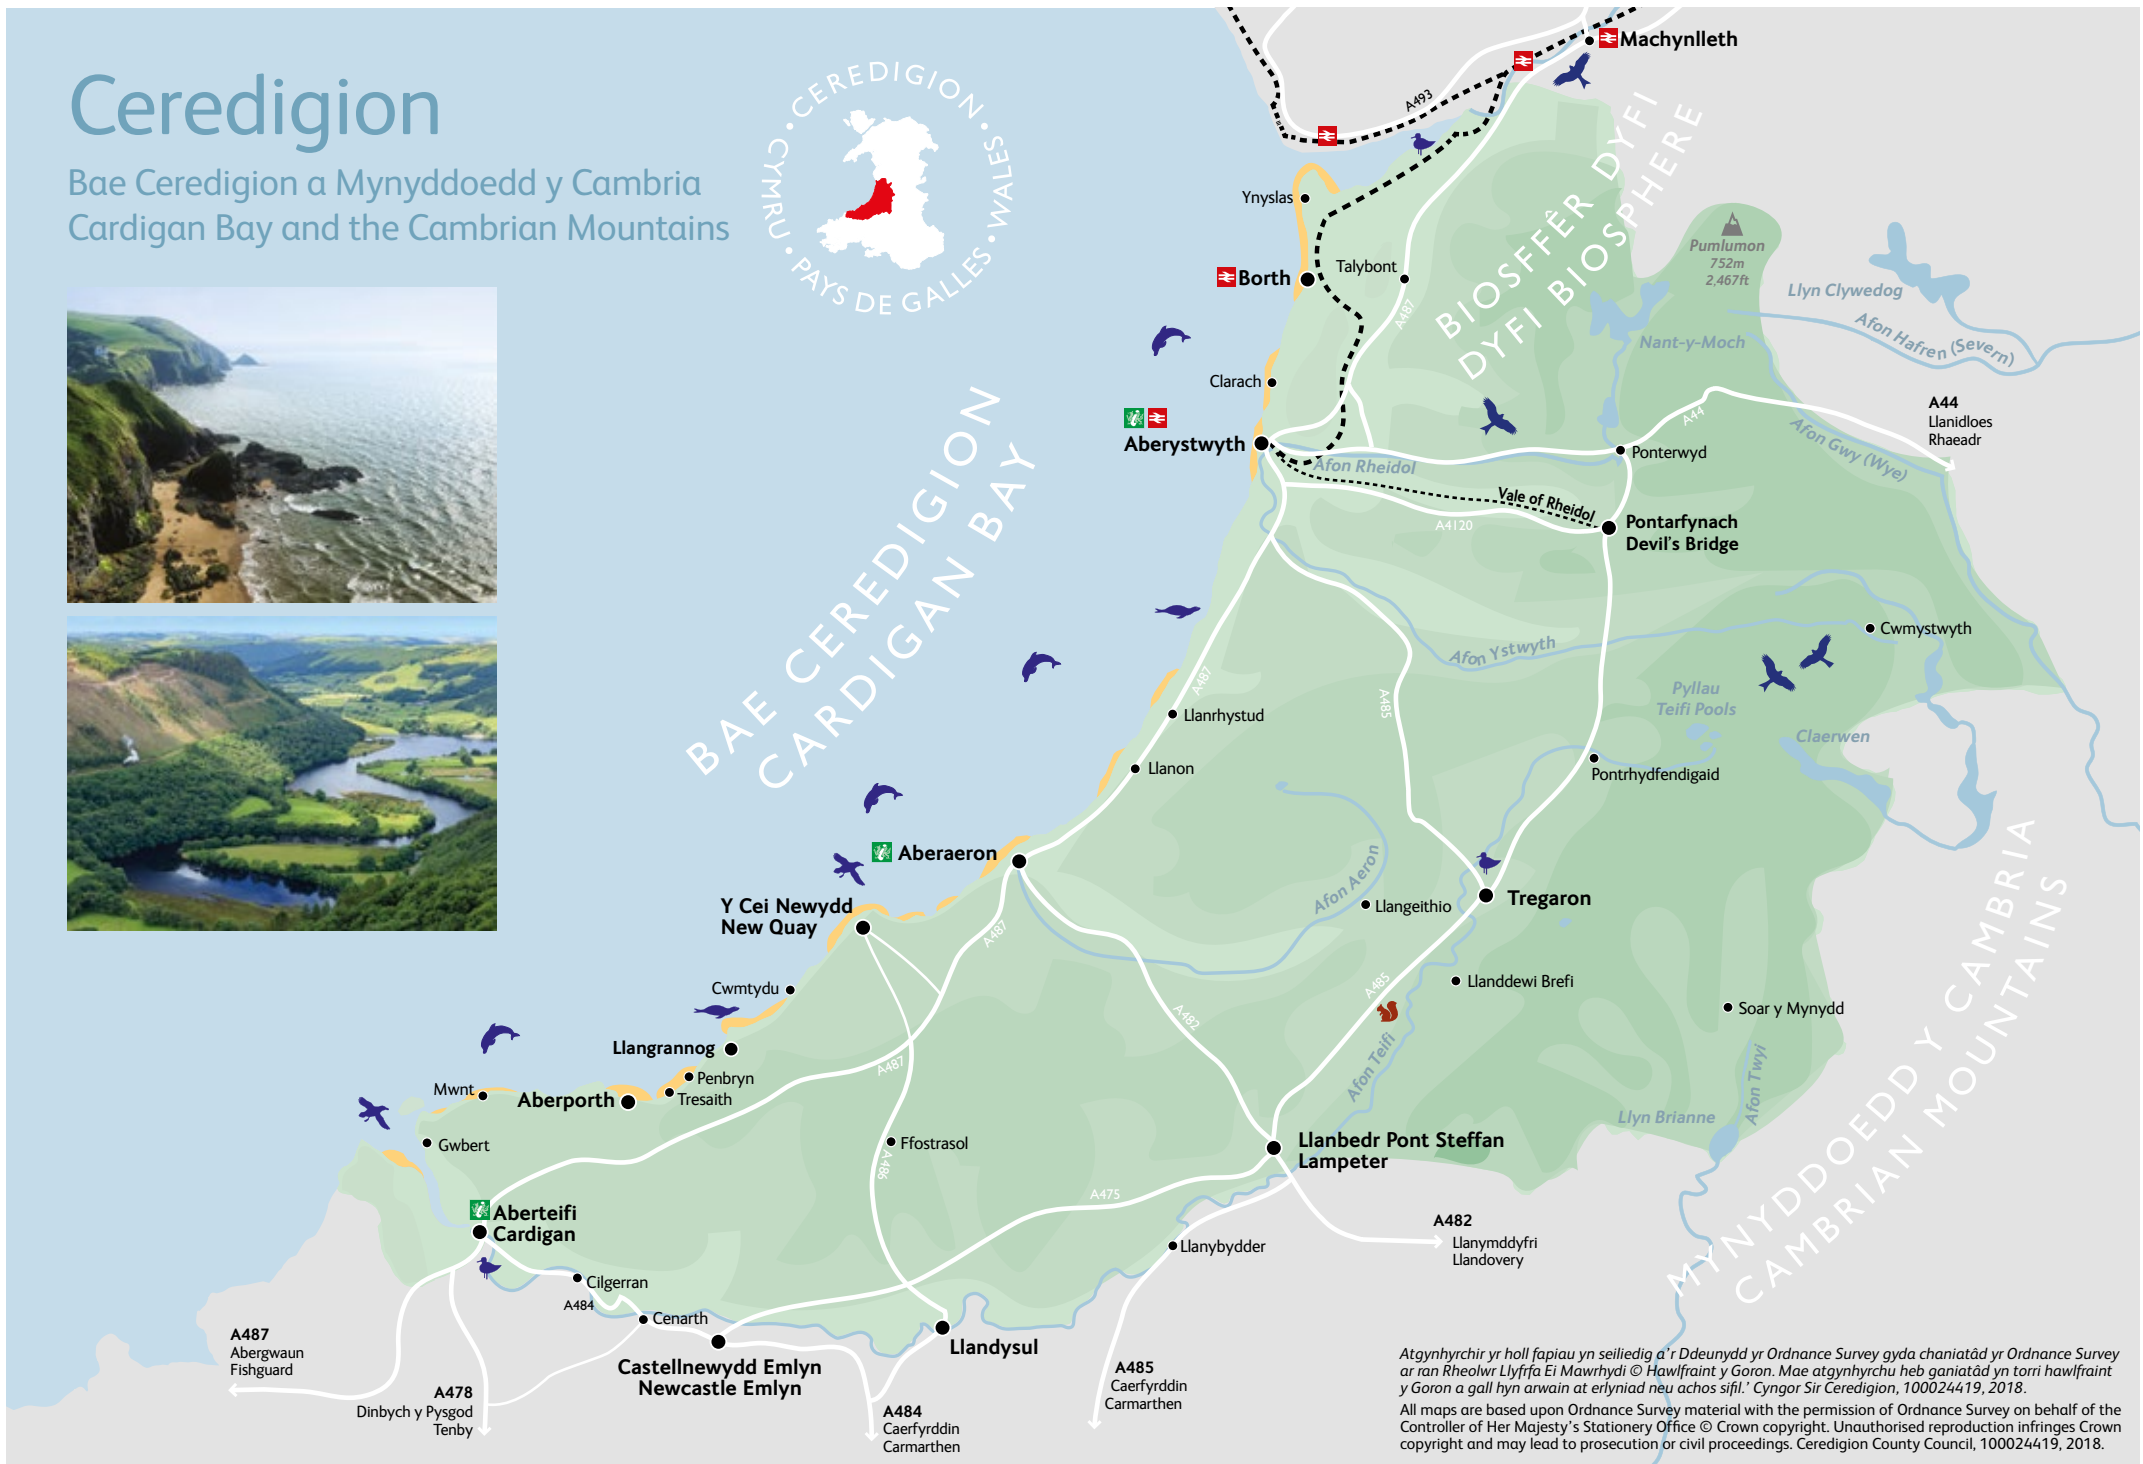 Ceredigion
Bae Ceredigion a Mynyddoedd y Cambria
Cardigan Bay and the Cambrian Mountains
CEREDIGION • WALES • PAYS DE GALLES • CYMRU •
Machynlleth
A493
Ynyslas
Borth
Talybont
A487
BIOSFFÊR DYFI
DYFI BIOSPHERE
Pumlumon
752m
2,467ft
Llyn Clywedog
Afon Hafren (Severn)
Nant-y-Moch
Clarach
A44
Llanidloes
Rhaeadr
A44
Afon Gwy (Wye)
Aberystwyth
Afon Rheidol
Ponterwyd
Vale of Rheidol
A4120
Pontarfynach
Devil's Bridge
BAE CEREDIGION
CARDIGAN BAY
Cwmystwyth
Afon Ystwyth
A487
A485
Pyllau
Teifi Pools
Llanrhystud
Claerwen
Llanon
Pontrhydfendigaid
Aberaeron
Afon Aeron
Llangeithio
Tregaron
Y Cei Newydd
New Quay
A487
Cwmtydu
A485
Llanddewi Brefi
Soar y Mynydd
A482
Llangrannog
A487
Afon Teifi
Penbryn
Tresaith
Mwnt
Aberporth
Afon Twyi
Llyn Brianne
MYNYDDOEDD Y CAMBRIA
CAMBRIAN MOUNTAINS
Gwbert
Ffostrasol
A486
Llanbedr Pont Steffan
Lampeter
A475
Aberteifi
Cardigan
A482
Llanymddyfri
Llandovery
Llanybydder
Cilgerran
A484
Cenarth
Llandysul
A487
Abergwaun
Fishguard
Castellnewydd Emlyn
Newcastle Emlyn
A478
Dinbych y Pysgod
Tenby
A484
Caerfyrddin
Carmarthen
A485
Caerfyrddin
Carmarthen
Atgynhyrchir yr holl fapiau yn seiliedig a'r Ddeunydd yr Ordnance Survey gyda chaniatâd yr Ordnance Survey
ar ran Rheolwr Llyfrfa Ei Mawrhydi © Hawlfraint y Goron. Mae atgynhyrchu heb ganiatâd yn torri hawlfraint
y Goron a gall hyn arwain at erlyniad neu achos sifil.' Cyngor Sir Ceredigion, 100024419, 2018.
All maps are based upon Ordnance Survey material with the permission of Ordnance Survey on behalf of the
Controller of Her Majesty's Stationery Office © Crown copyright. Unauthorised reproduction infringes Crown
copyright and may lead to prosecution or civil proceedings. Ceredigion County Council, 100024419, 2018.